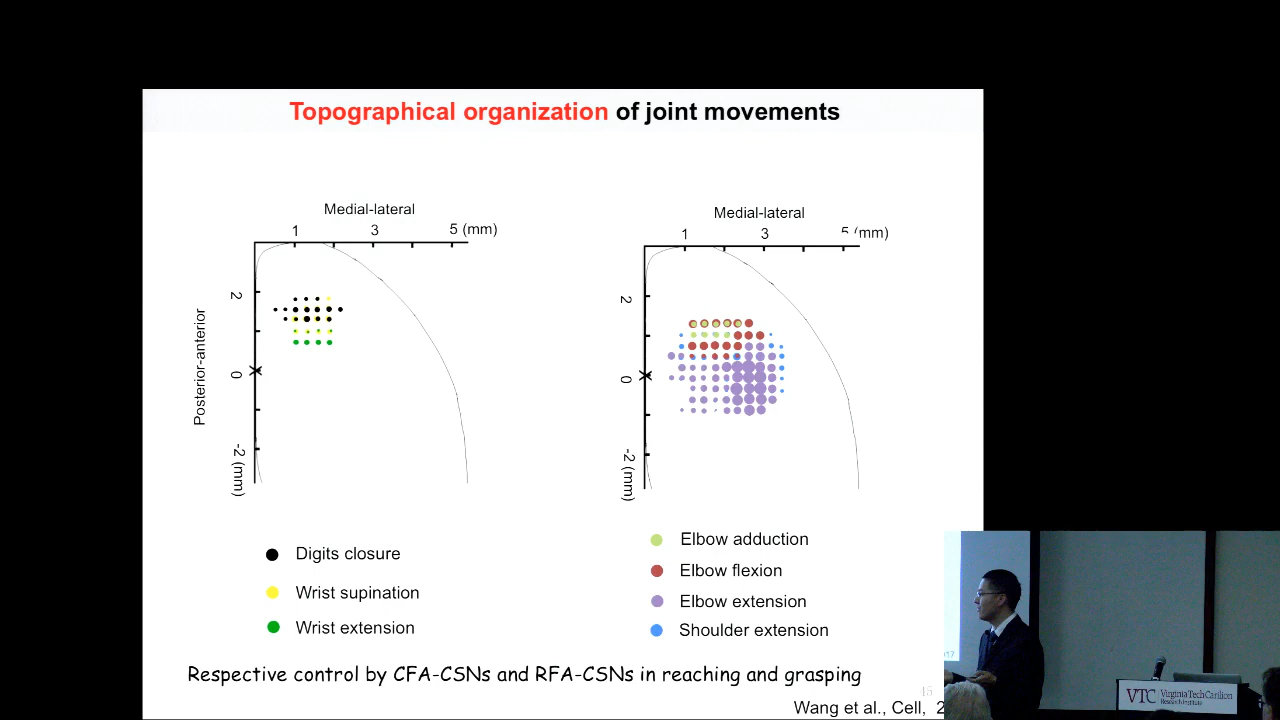 Topographical organization of joint movements
Medial-lateral
1 3 5 (mm)
Posterior-anterior
2
0
-2 (mm)
Medial-lateral
1 3 5 (mm)
2
0
-2 (mm)
Digits closure
Wrist supination
Wrist extension
Elbow adduction
Elbow flexion
Elbow extension
Shoulder extension
Respective control by CFA-CSNs and RFA-CSNs in reaching and grasping
45
Wang et al., Cell, 2
17
VTC VirginiaTechCarilion
Research Institute